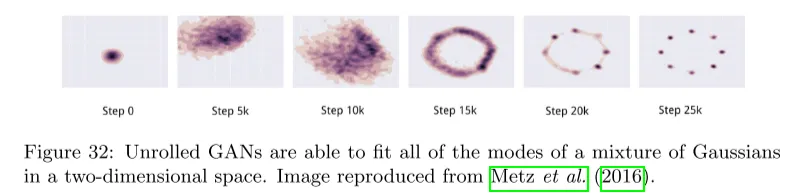 Step 0 Step 5k Step 10k Step 15k Step 20k Step 25k
Figure 32: Unrolled GANs are able to fit all of the modes of a mixture of Gaussians
in a two-dimensional space. Image reproduced from Metz et al. (2016).